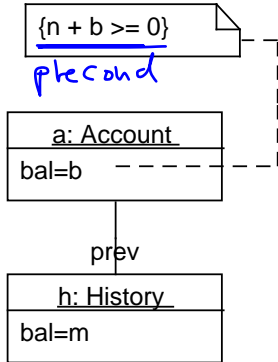 {n + b >= 0}
precond
a: Account
bal=b
prev
h: History
bal=m